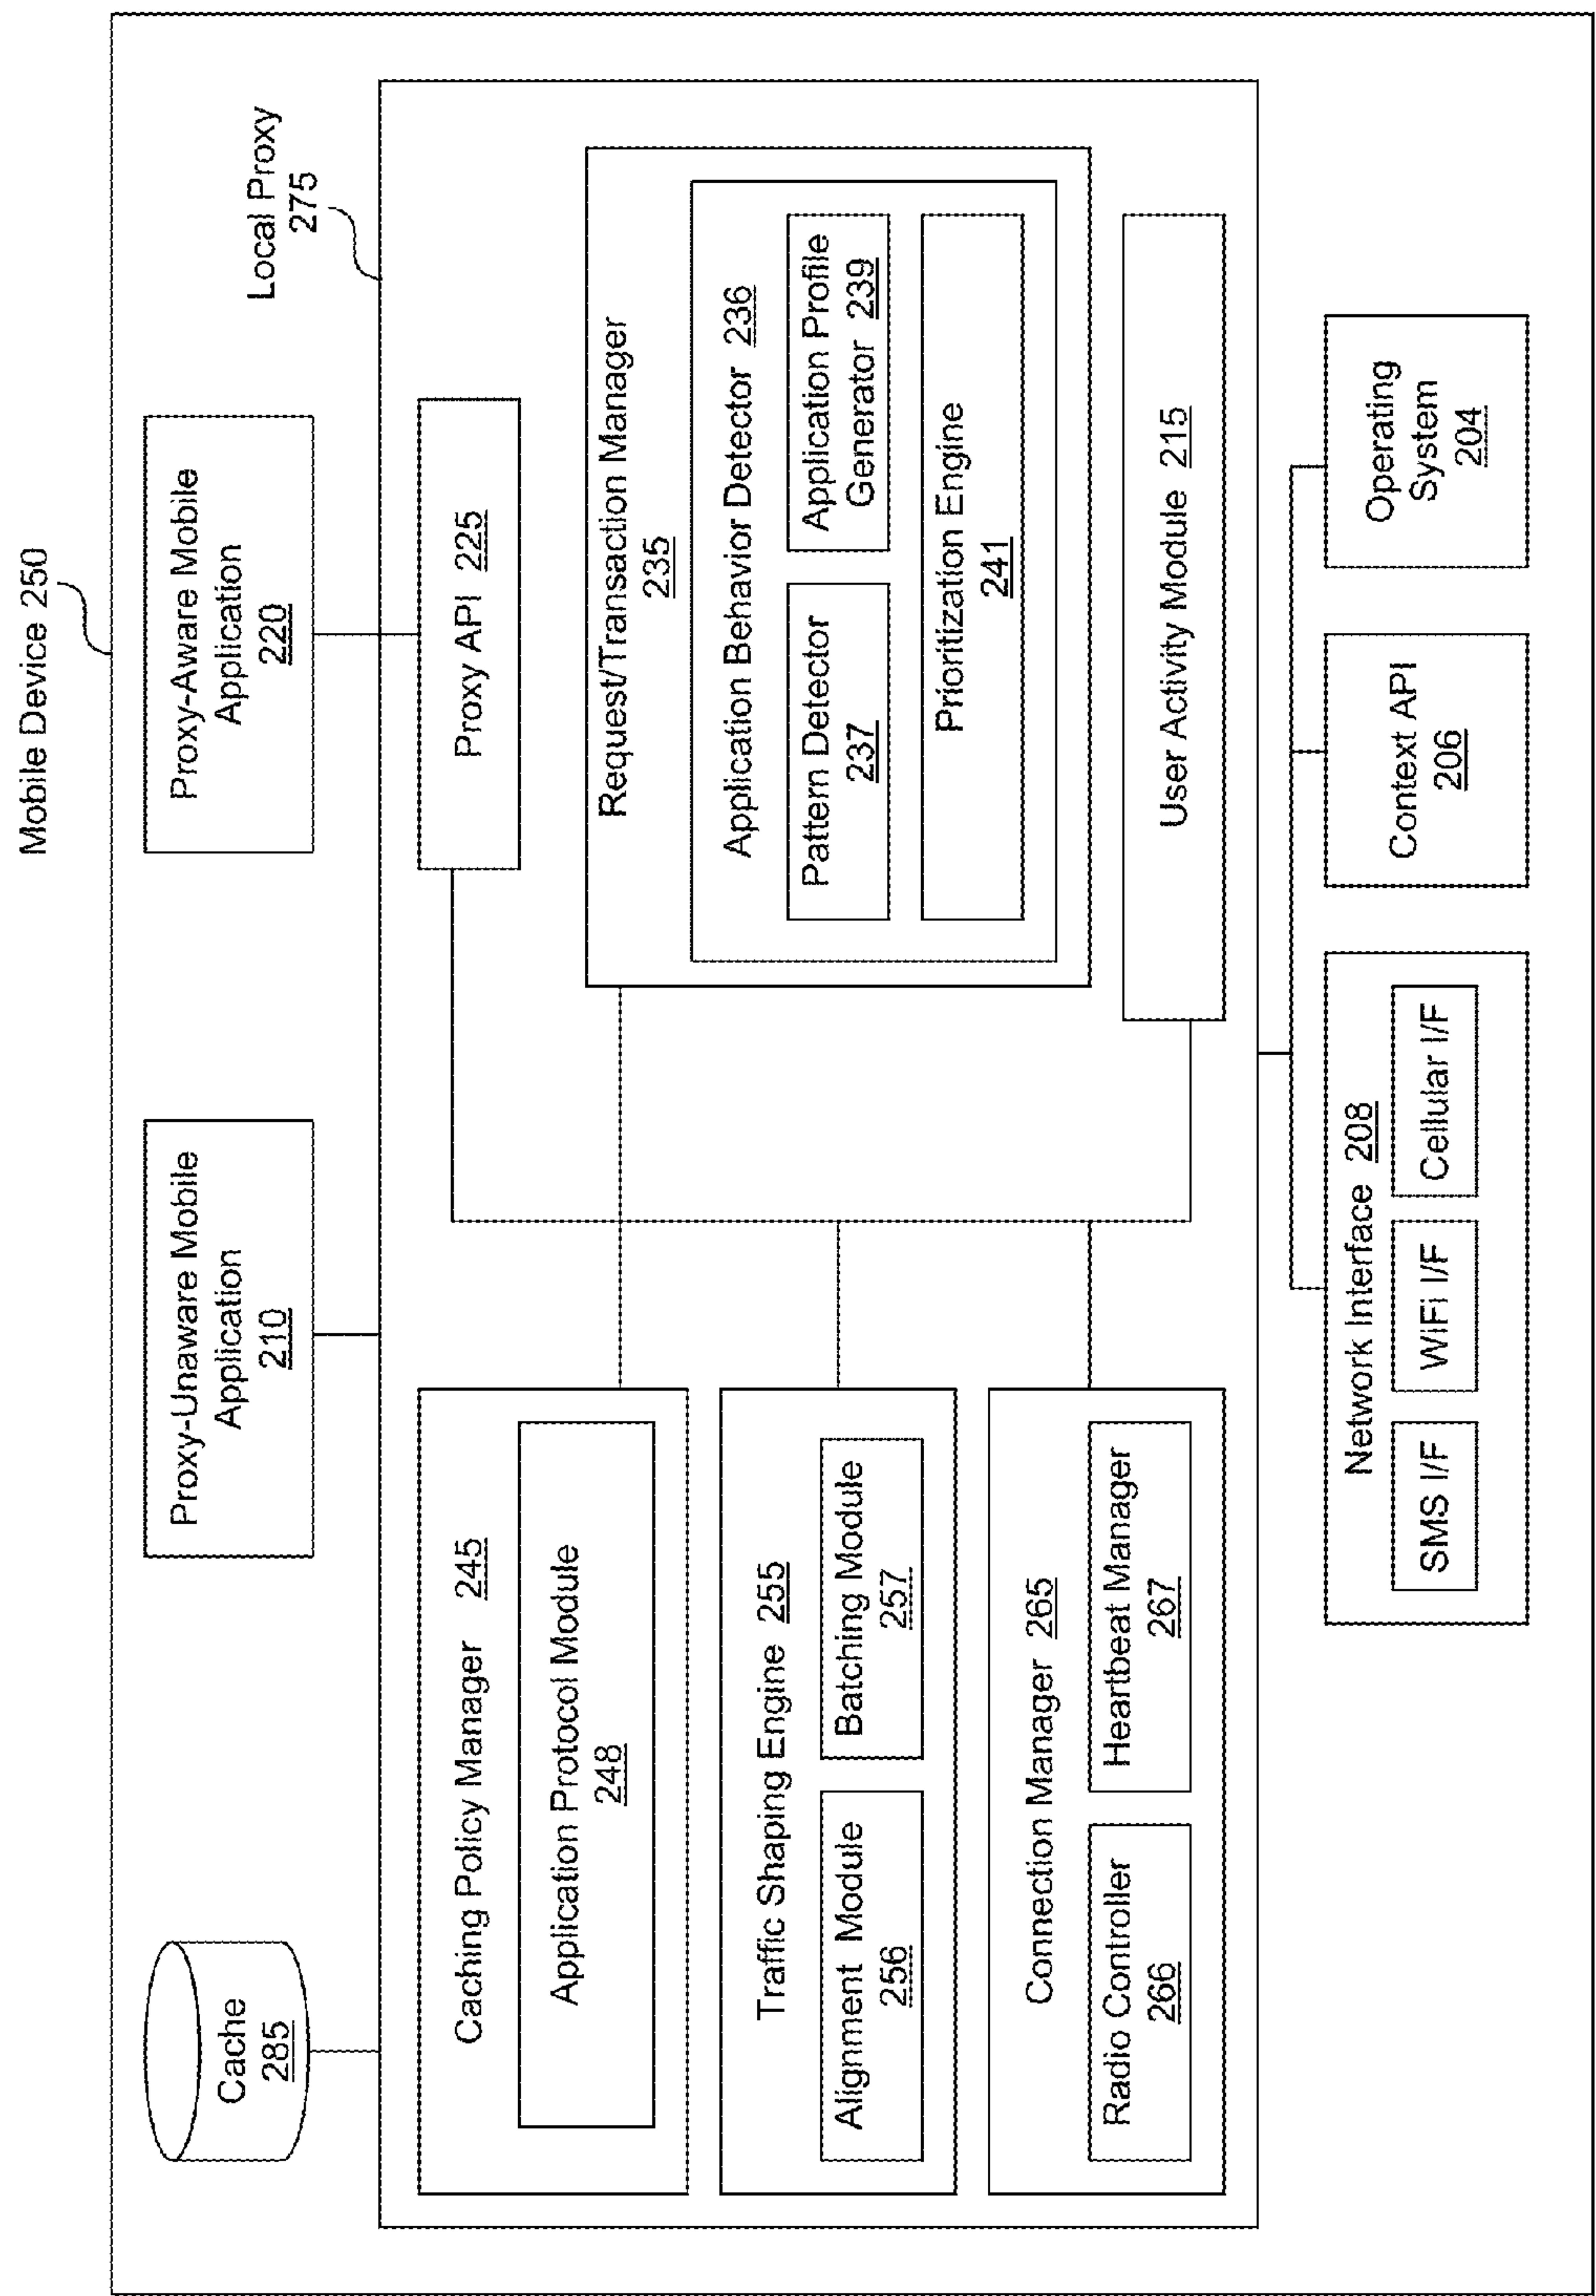 Mobile Device 250
Cache
285
Proxy-Unaware Mobile
Application
210
Proxy-Aware Mobile
Application
220
Local Proxy
275
Caching Policy Manager 245
Application Protocol Module
248
Traffic Shaping Engine 255
Alignment Module
256
Batching Module
257
Connection Manager 265
Radio Controller
266
Heartbeat Manager
267
Proxy API 225
Request/Transaction Manager
235
Application Behavior Detector 236
Pattern Detector
237
Application Profile
Generator 239
Prioritization Engine
241
User Activity Module 215
Network Interface 208
SMS I/F
WiFi I/F
Cellular I/F
Context API
206
Operating
System
204